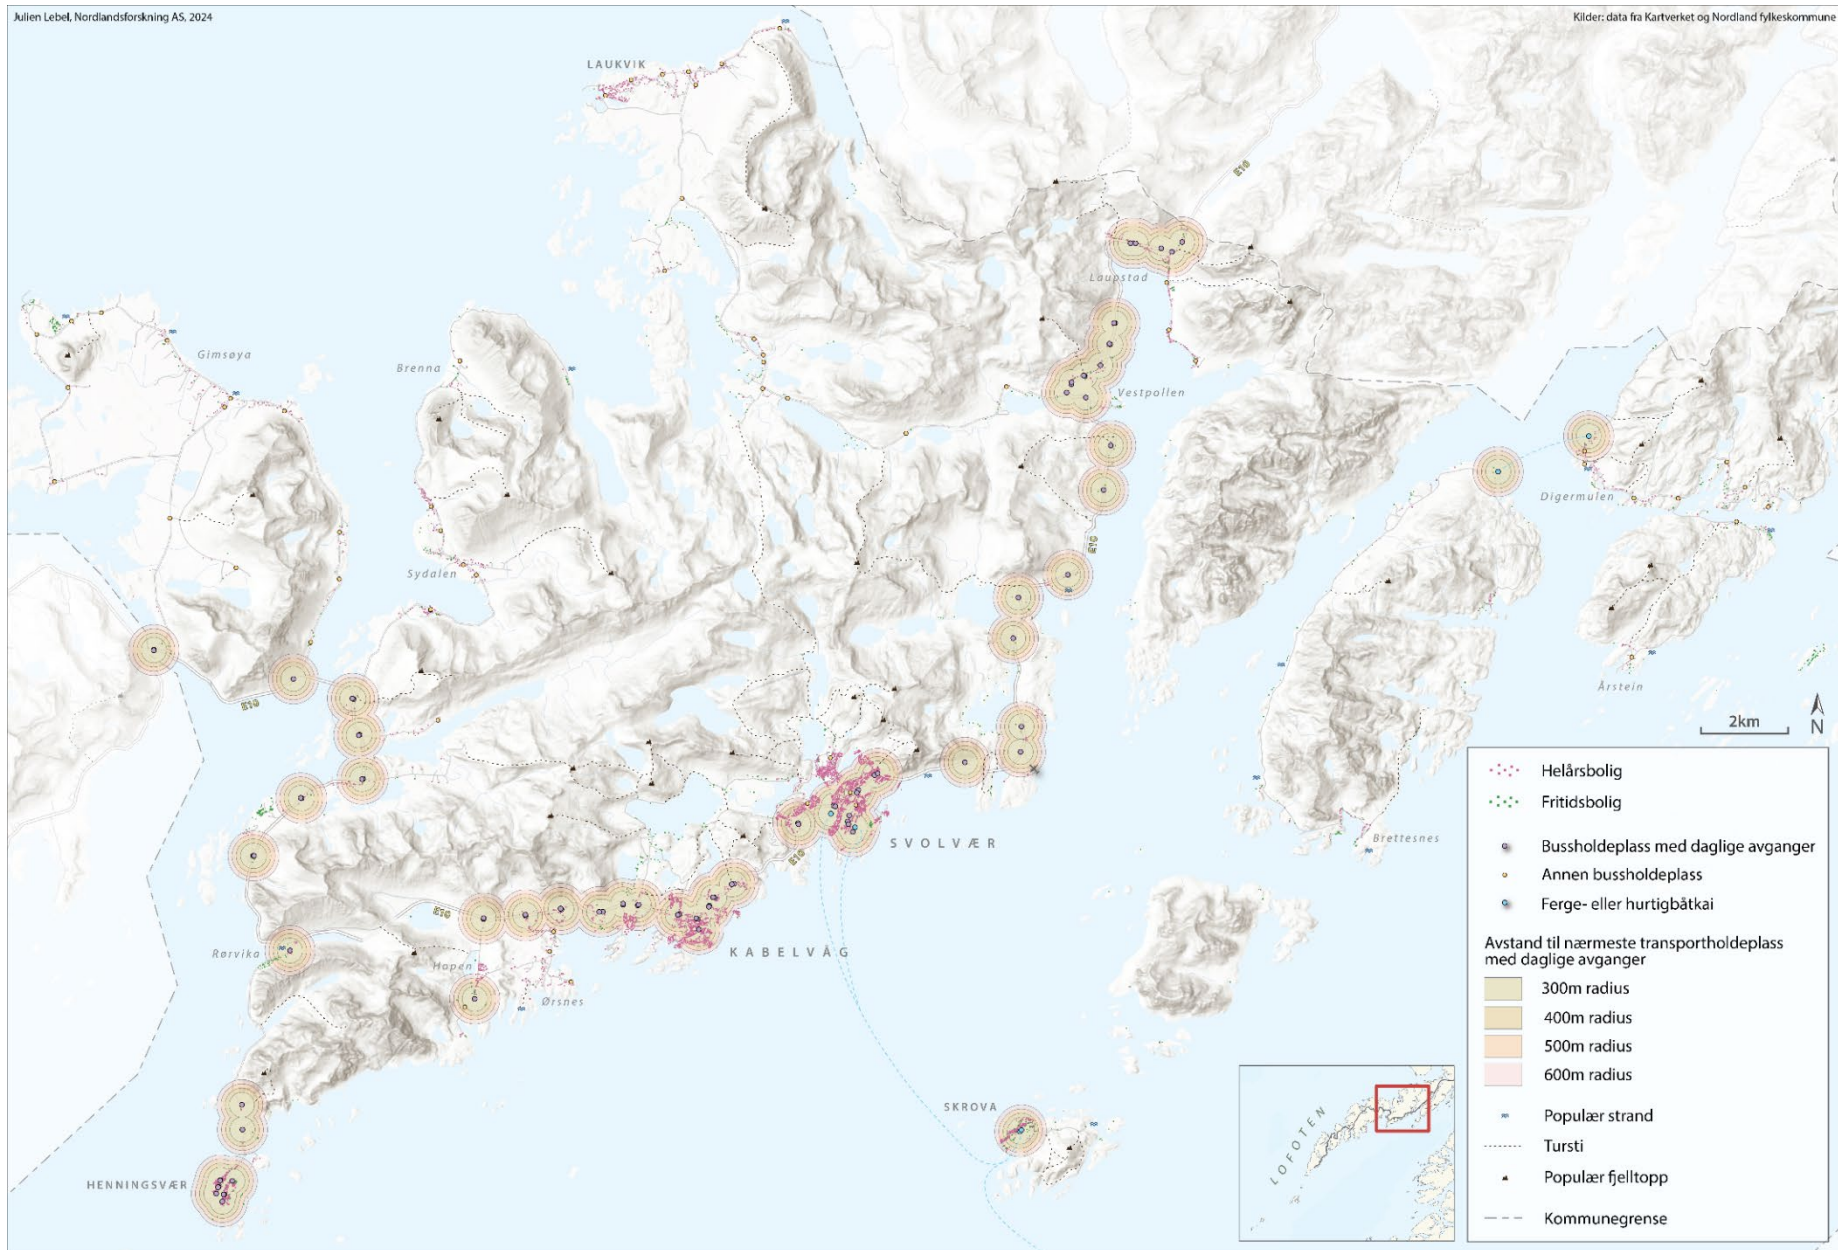 Julien Lebel, Nordlandsforskning AS, 2024
Kilder: data fra Kartverket og Nordland fylkeskommune
LAUKVIK
E10
Laupstad
Gimsøya
Brenna
Vestpollen
Digermulen
E10
Sydalen
Årstein
E10
N
2km
SVOLVÆR
Brettesnes
E10
E10
KABELVÅG
Rørvika
Hopen
Ørsnes
SKROVA
HENNINGSVÆR
LOFOTEN
Helårsbolig
Fritidsbolig
Bussholdeplass med daglige avganger
Annen bussholdeplass
Ferge- eller hurtigbåtkai
Avstand til nærmeste transportholdeplass
med daglige avganger
300m radius
400m radius
500m radius
600m radius
Populær strand
Tursti
Populær fjelltopp
Kommunegrense